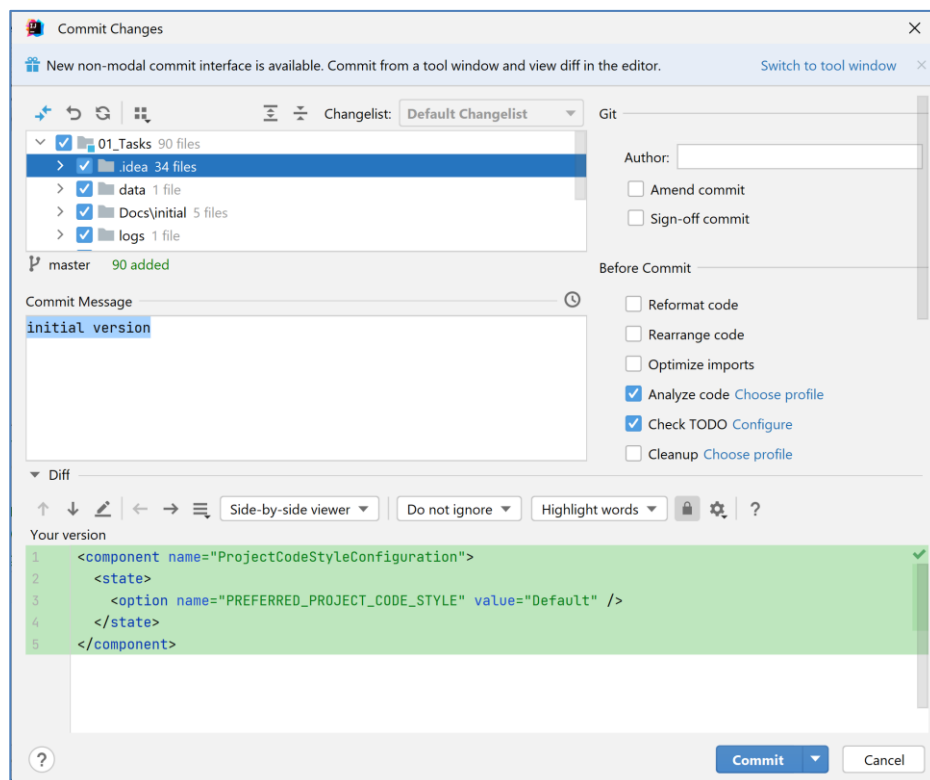 Commit Changes
New non-modal commit interface is available. Commit from a tool window and view diff in the editor.
Switch to tool window
Changelist: Default Changelist
01_Tasks 90 files
.idea 34 files
data 1 file
Docs\initial 5 files
logs 1 file
master 90 added
Commit Message
initial version
Git
Author:
Amend commit
Sign-off commit
Before Commit
Reformat code
Rearrange code
Optimize imports
Analyze code Choose profile
Check TODO Configure
Cleanup Choose profile
Diff
Side-by-side viewer Do not ignore Highlight words ?
Your version
1 <component name="ProjectCodeStyleConfiguration">
2 <state>
3 <option name="PREFERRED_PROJECT_CODE_STYLE" value="Default" />
4 </state>
5 </component>
? Commit Cancel